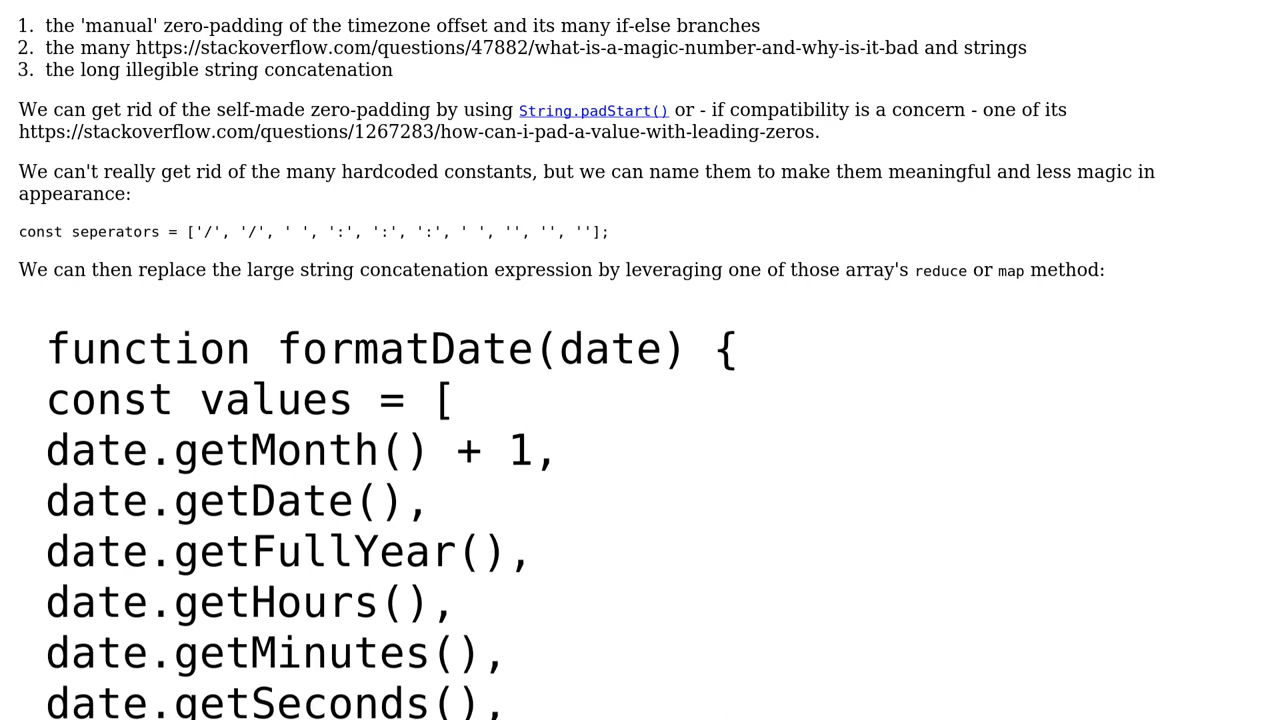 1. the 'manual' zero-padding of the timezone offset and its many if-else branches
2. the many https://stackoverflow.com/questions/47882/what-is-a-magic-number-and-why-is-it-bad and strings
3. the long illegible string concatenation
We can get rid of the self-made zero-padding by using String.padStart() or - if compatibility is a concern - one of its
https://stackoverflow.com/questions/1267283/how-can-i-pad-a-value-with-leading-zeros.
We can't really get rid of the many hardcoded constants, but we can name them to make them meaningful and less magic in
appearance:
const seperators = ['/', '/', ' ', ':', ':', ':', ' ', '', '', ''];
We can then replace the large string concatenation expression by leveraging one of those array's reduce or map method:
function formatDate(date) {
const values = [
date.getMonth() + 1,
date.getDate(),
date.getFullYear(),
date.getHours(),
date.getMinutes(),
date.getSeconds(),